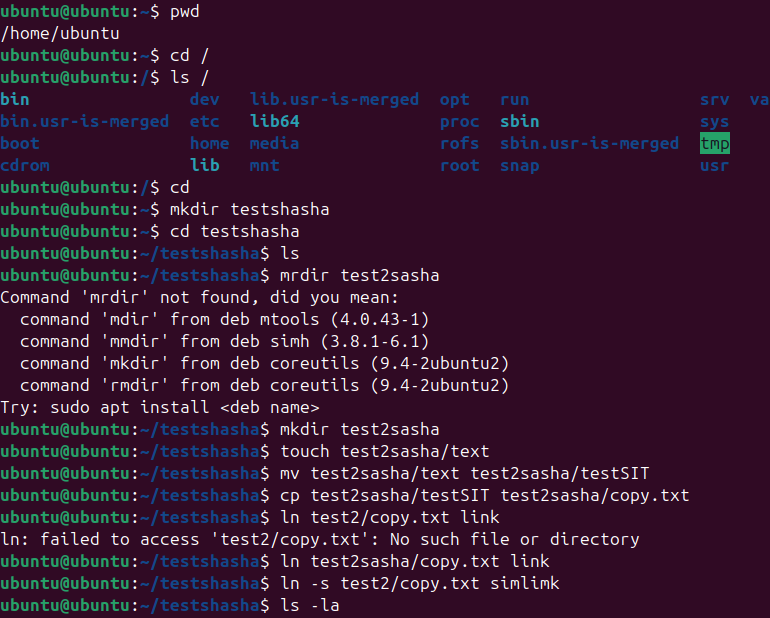 ubuntu@ubuntu:~$ pwd
/home/ubuntu
ubuntu@ubuntu:~$ cd /
ubuntu@ubuntu:/$ ls /
bin dev lib.usr-is-merged opt run srv va
bin.usr-is-merged etc lib64 proc sbin sys
boot home media rofs sbin.usr-is-merged tmp
cdrom lib mnt root snap usr
ubuntu@ubuntu:/$ cd
ubuntu@ubuntu:~$ mkdir testshasha
ubuntu@ubuntu:~$ cd testshasha
ubuntu@ubuntu:~/testshasha$ ls
ubuntu@ubuntu:~/testshasha$ mrdir test2sasha
Command 'mrdir' not found, did you mean:
  command 'mdir' from deb mtools (4.0.43-1)
  command 'mmdir' from deb simh (3.8.1-6.1)
  command 'mkdir' from deb coreutils (9.4-2ubuntu2)
  command 'rmdir' from deb coreutils (9.4-2ubuntu2)
Try: sudo apt install <deb name>
ubuntu@ubuntu:~/testshasha$ mkdir test2sasha
ubuntu@ubuntu:~/testshasha$ touch test2sasha/text
ubuntu@ubuntu:~/testshasha$ mv test2sasha/text test2sasha/testSIT
ubuntu@ubuntu:~/testshasha$ cp test2sasha/testSIT test2sasha/copy.txt
ubuntu@ubuntu:~/testshasha$ ln test2/copy.txt link
ln: failed to access 'test2/copy.txt': No such file or directory
ubuntu@ubuntu:~/testshasha$ ln test2sasha/copy.txt link
ubuntu@ubuntu:~/testshasha$ ln -s test2/copy.txt simlimk
ubuntu@ubuntu:~/testshasha$ ls -la